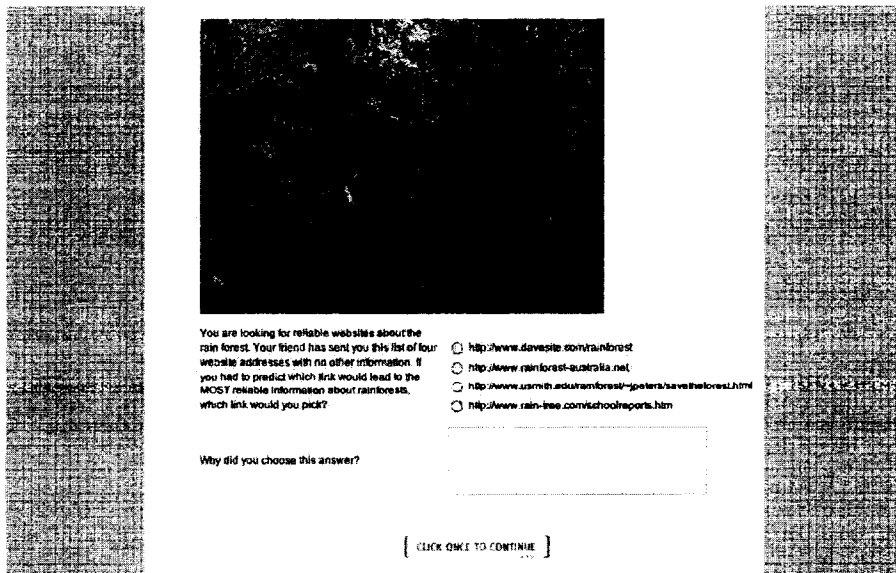 You are looking for reliable websites about the
rain forest. Your friend has sent you this list of four
website addresses with no other information. If
you had to predict which link would lead to the
MOST reliable information about rainforests,
which link would you pick?
http://www.davesite.com/rainforest
http://www.rainforest-australia.net
http://www.usmith.edu/rainforest/~jpeters/savetheforest.html
http://www.rain-tree.com/schoolreports.htm
Why did you choose this answer?
CLICK ONCE TO CONTINUE